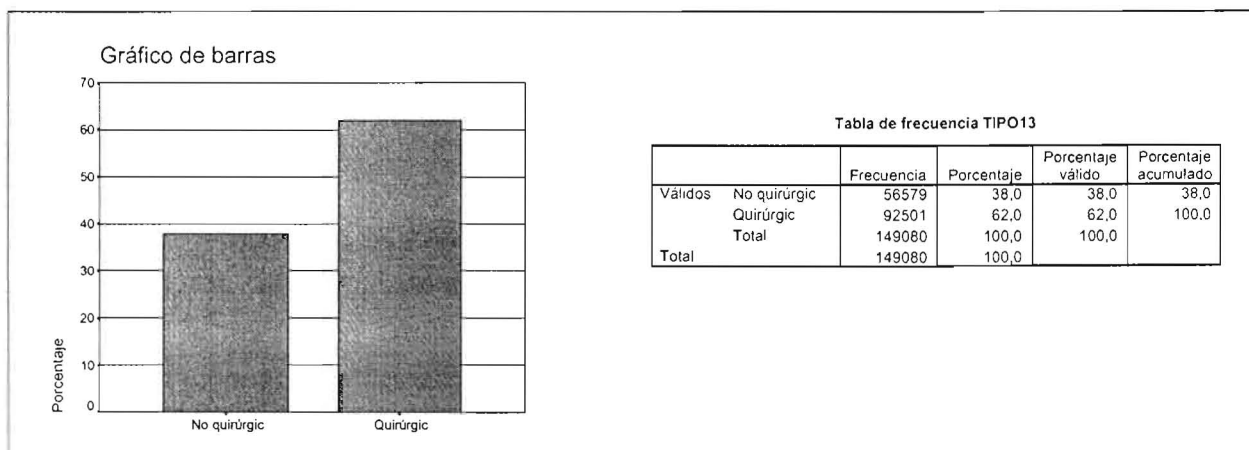 Gráfico de barras
70
60
50
40
30
20
10
0
Porcentaje
No quirúrgic
Quirúrgic
Tabla de frecuencia TIPO13
Frecuencia Porcentaje Porcentaje válido Porcentaje acumulado
Válidos No quirúrgic 56579 38,0 38,0 38,0
Quirúrgic 92501 62,0 62,0 100.0
Total 149080 100,0 100,0
Total 149080 100,0